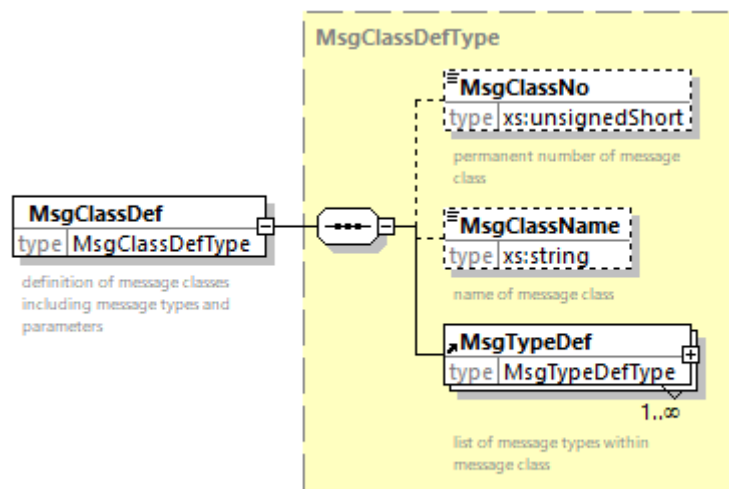 MsgClassDefType
MsgClassNo
type xs:unsignedShort
permanent number of message
class
MsgClassDef
type MsgClassDefType
definition of message classes
including message types and
parameters
MsgClassName
type xs:string
name of message class
MsgTypeDef
type MsgTypeDefType
1..∞
list of message types within
message class